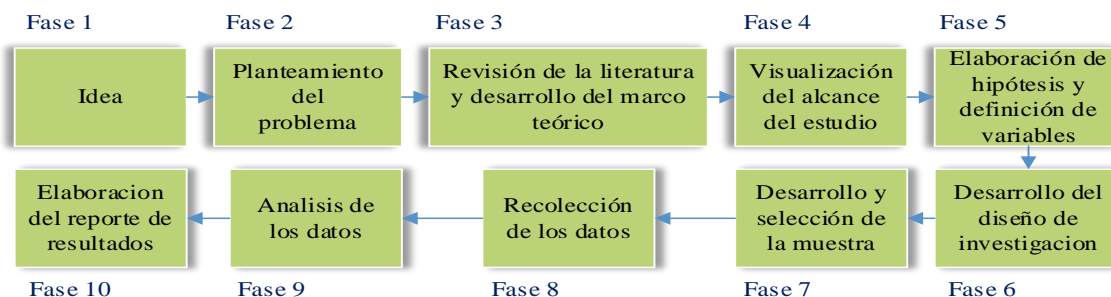 Fase 1
Fase 2
Fase 3
Fase 4
Fase 5
Idea
Planteamiento
del
problema
Revisión de la literatura
y desarrollo del marco
teórico
Visualización
del alcance
del estudio
Elaboración de
hipótesis y
definición de
variables
Elaboracion
del reporte de
resultados
Analisis de
los datos
Recolección
de los datos
Desarrollo y
selección de
la muestra
Desarrollo del
diseño de
investigacion
Fase 10
Fase 9
Fase 8
Fase 7
Fase 6